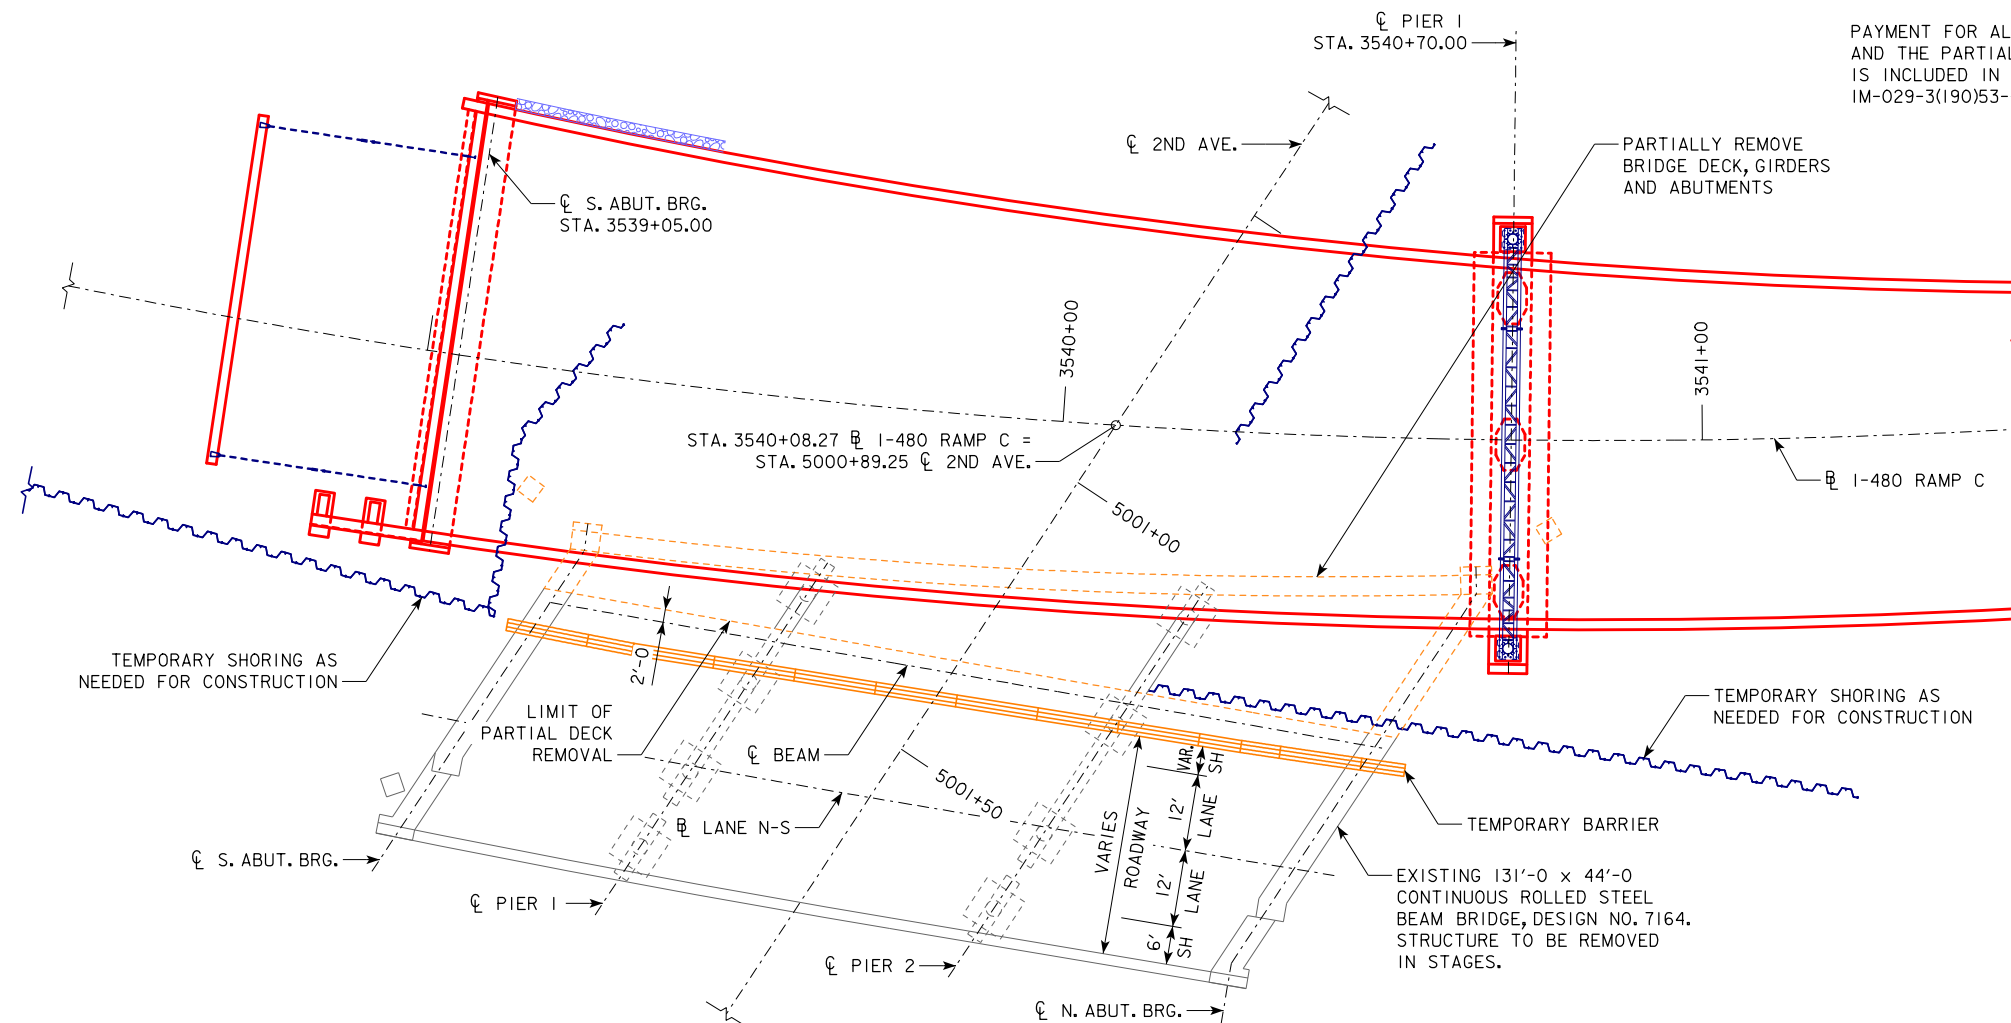 ℄ PIER 1
STA. 3540+70.00
PAYMENT FOR AL
AND THE PARTIAL
IS INCLUDED IN
IM-029-3(190)53-
℄ 2ND AVE.
PARTIALLY REMOVE
BRIDGE DECK, GIRDERS
AND ABUTMENTS
℄ S. ABUT. BRG.
STA. 3539+05.00
3540+00
3541+00
STA. 3540+08.27 ⅊ I-480 RAMP C =
STA. 5000+89.25 ℄ 2ND AVE.
⅊ I-480 RAMP C
5001+00
TEMPORARY SHORING AS
NEEDED FOR CONSTRUCTION
2'-0
LIMIT OF
PARTIAL DECK
REMOVAL
℄ BEAM
TEMPORARY SHORING AS
NEEDED FOR CONSTRUCTION
VAR.
SH
5001+50
⅊ LANE N-S
12'
LANE
VARIES
ROADWAY
TEMPORARY BARRIER
℄ S. ABUT. BRG.
12'
LANE
EXISTING 131'-0 x 44'-0
CONTINUOUS ROLLED STEEL
BEAM BRIDGE, DESIGN NO. 7164.
STRUCTURE TO BE REMOVED
IN STAGES.
℄ PIER 1
6'
SH
℄ PIER 2
℄ N. ABUT. BRG.